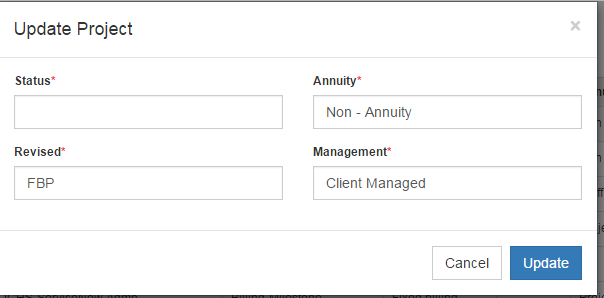 Update Project ×
Status* Annuity*
Non - Annuity
Revised* Management*
FBP Client Managed
Cancel Update